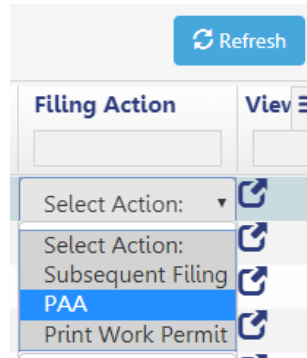 Refresh
Filing Action View
Select Action:
Select Action:
Subsequent Filing
PAA
Print Work Permit